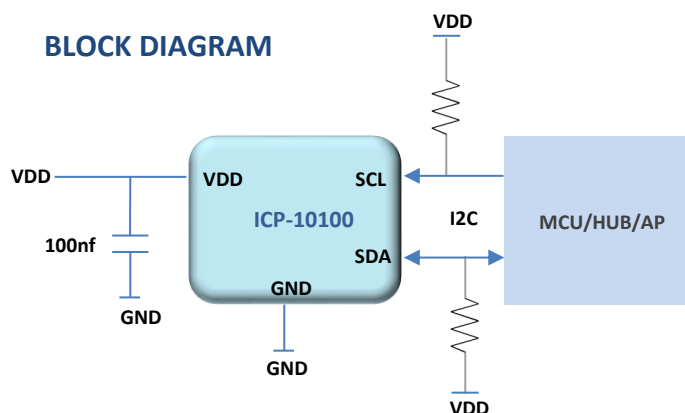 BLOCK DIAGRAM
VDD
VDD
VDD
SCL
ICP-10100
I2C
MCU/HUB/AP
100nf
SDA
GND
GND
GND
VDD